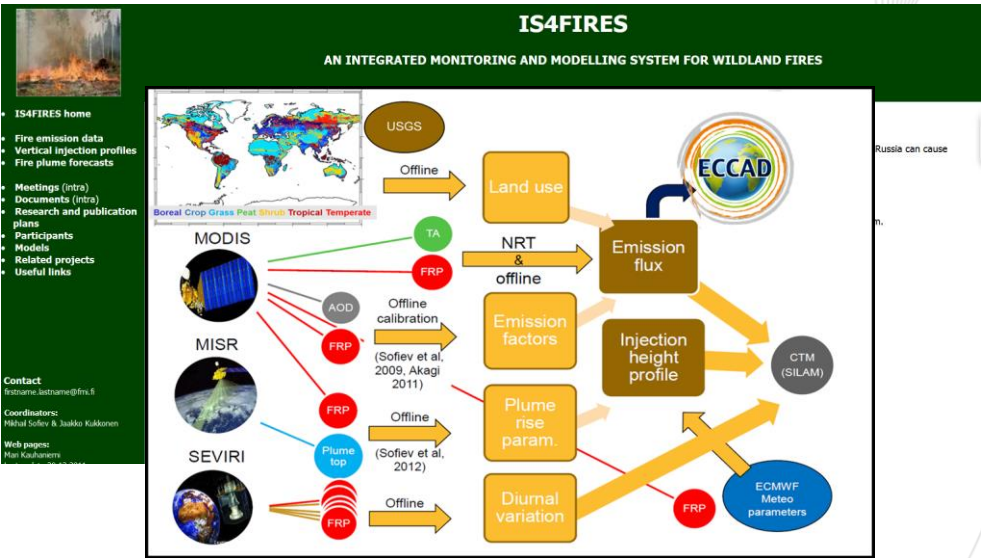 IS4FIRES
AN INTEGRATED MONITORING AND MODELLING SYSTEM FOR WILDLAND FIRES
IS4FIRES home
Fire emission data
Vertical injection profiles
Fire plume forecasts
Meetings (intra)
Documents (intra)
Research and publication
plans
Participants
Models
Related projects
Useful links
Contact
firstname.lastname@fmi.fi
Coordinators:
Mikhail Sofiev & Jaakko Kukkonen
Web pages:
Mari Kauhaniemi
Russia can cause
m.
Boreal Crop Grass Peat Shrub Tropical Temperate
USGS
Offline
Land use
ECCAD
MODIS
TA
FRP
NRT
&
offline
Emission
flux
AOD
FRP
Offline
calibration
(Sofiev et al,
2009, Akagi
2011)
Emission
factors
Injection
height
profile
CTM
(SILAM)
MISR
FRP
Plume
top
Offline
(Sofiev et al,
2012)
Plume
rise
param.
SEVIRI
FRP
Offline
Diurnal
variation
FRP
ECMWF
Meteo
parameters